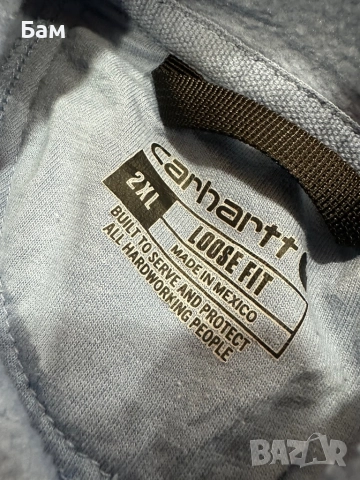 Бам
carhartt
2XL
LOOSE FIT
MADE IN MEXICO
BUILT TO SERVE AND PROTECT
ALL HARDWORKING PEOPLE
BAZAR